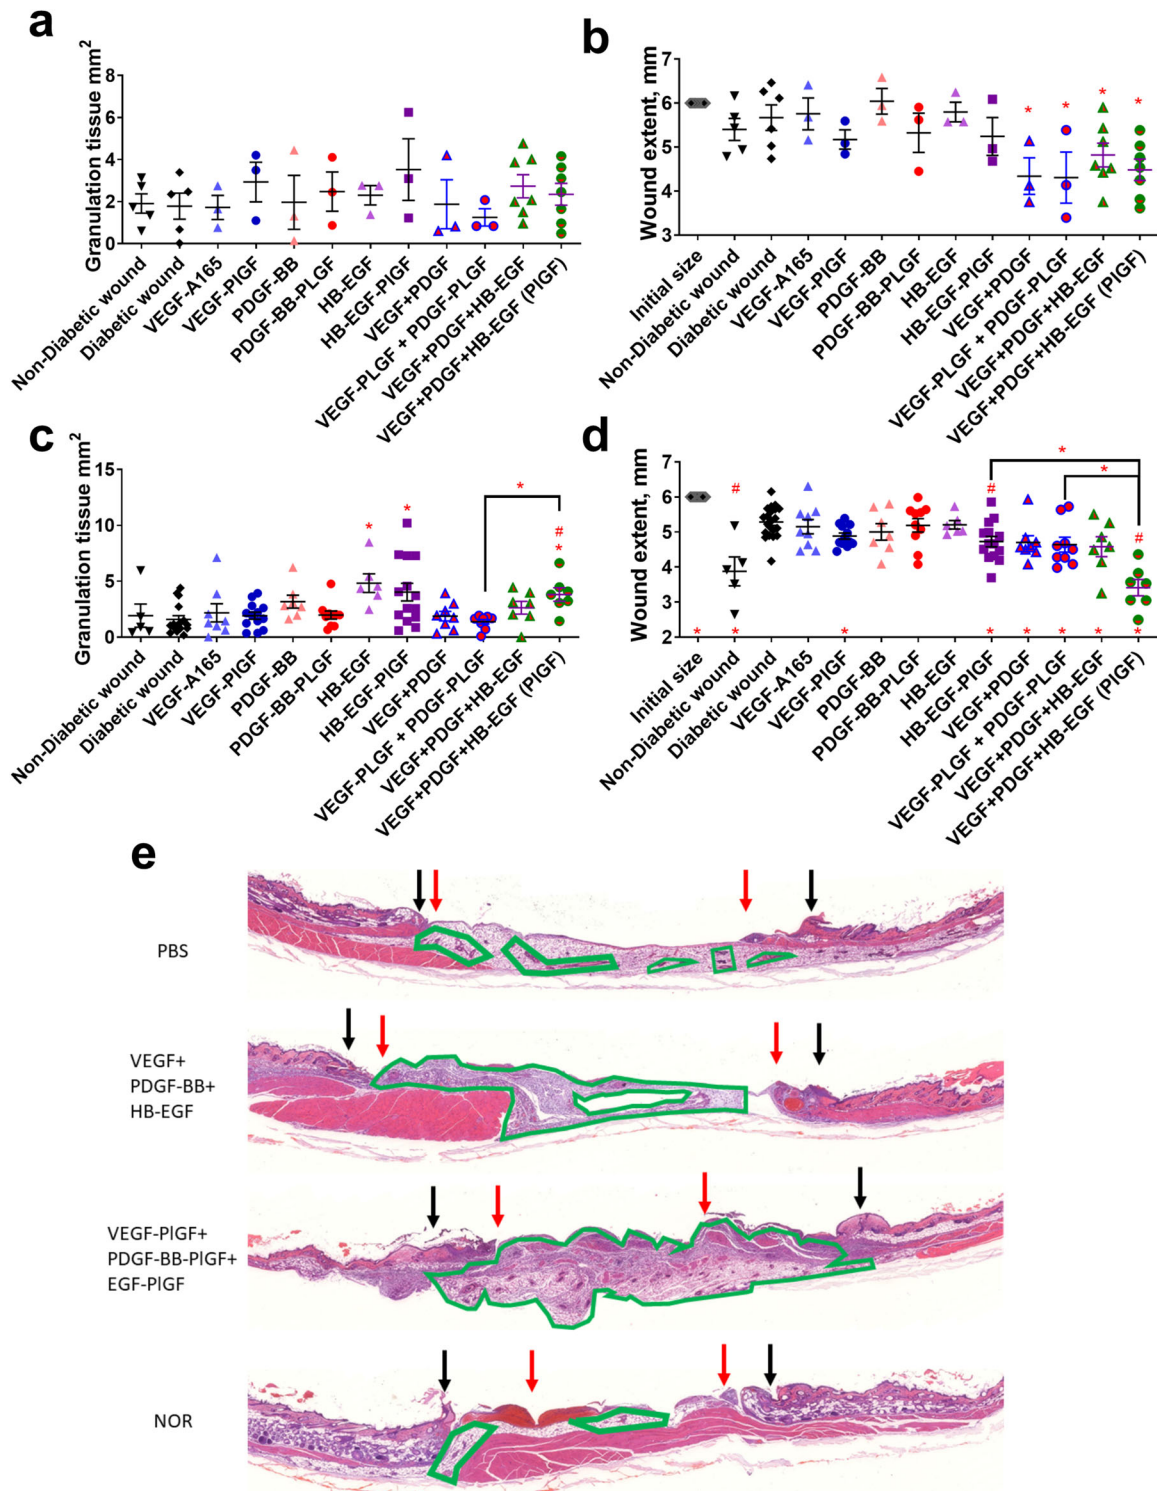 a
Granulation tissue mm²
8
6
4
2
0
Non-Diabetic wound
Diabetic wound
VEGF-A165
VEGF-PlGF
PDGF-BB
PDGF-BB-PLGF
HB-EGF
HB-EGF-PlGF
VEGF+PDGF
VEGF-PLGF + PDGF-PLGF
VEGF+PDGF+HB-EGF
VEGF+PDGF+HB-EGF (PlGF)
b
Wound extent, mm
7
6
5
4
3
* * * *
Initial size
Non-Diabetic wound
Diabetic wound
VEGF-A165
VEGF-PlGF
PDGF-BB
PDGF-BB-PLGF
HB-EGF
HB-EGF-PlGF
VEGF+PDGF
VEGF-PLGF + PDGF-PLGF
VEGF+PDGF+HB-EGF
VEGF+PDGF+HB-EGF (PlGF)
c
Granulation tissue mm²
15
10
5
0
*
* *
#
*
Non-Diabetic wound
Diabetic wound
VEGF-A165
VEGF-PlGF
PDGF-BB
PDGF-BB-PLGF
HB-EGF
HB-EGF-PlGF
VEGF+PDGF
VEGF-PLGF + PDGF-PLGF
VEGF+PDGF+HB-EGF
VEGF+PDGF+HB-EGF (PlGF)
d
Wound extent, mm
7
6
5
4
3
2
*
*
# # #
* * * * * * * *
Initial size
Non-Diabetic wound
Diabetic wound
VEGF-A165
VEGF-PlGF
PDGF-BB
PDGF-BB-PLGF
HB-EGF
HB-EGF-PlGF
VEGF+PDGF
VEGF-PLGF + PDGF-PLGF
VEGF+PDGF+HB-EGF
VEGF+PDGF+HB-EGF (PlGF)
e
PBS
VEGF+
PDGF-BB+
HB-EGF
VEGF-PlGF+
PDGF-BB-PlGF+
EGF-PlGF
NOR